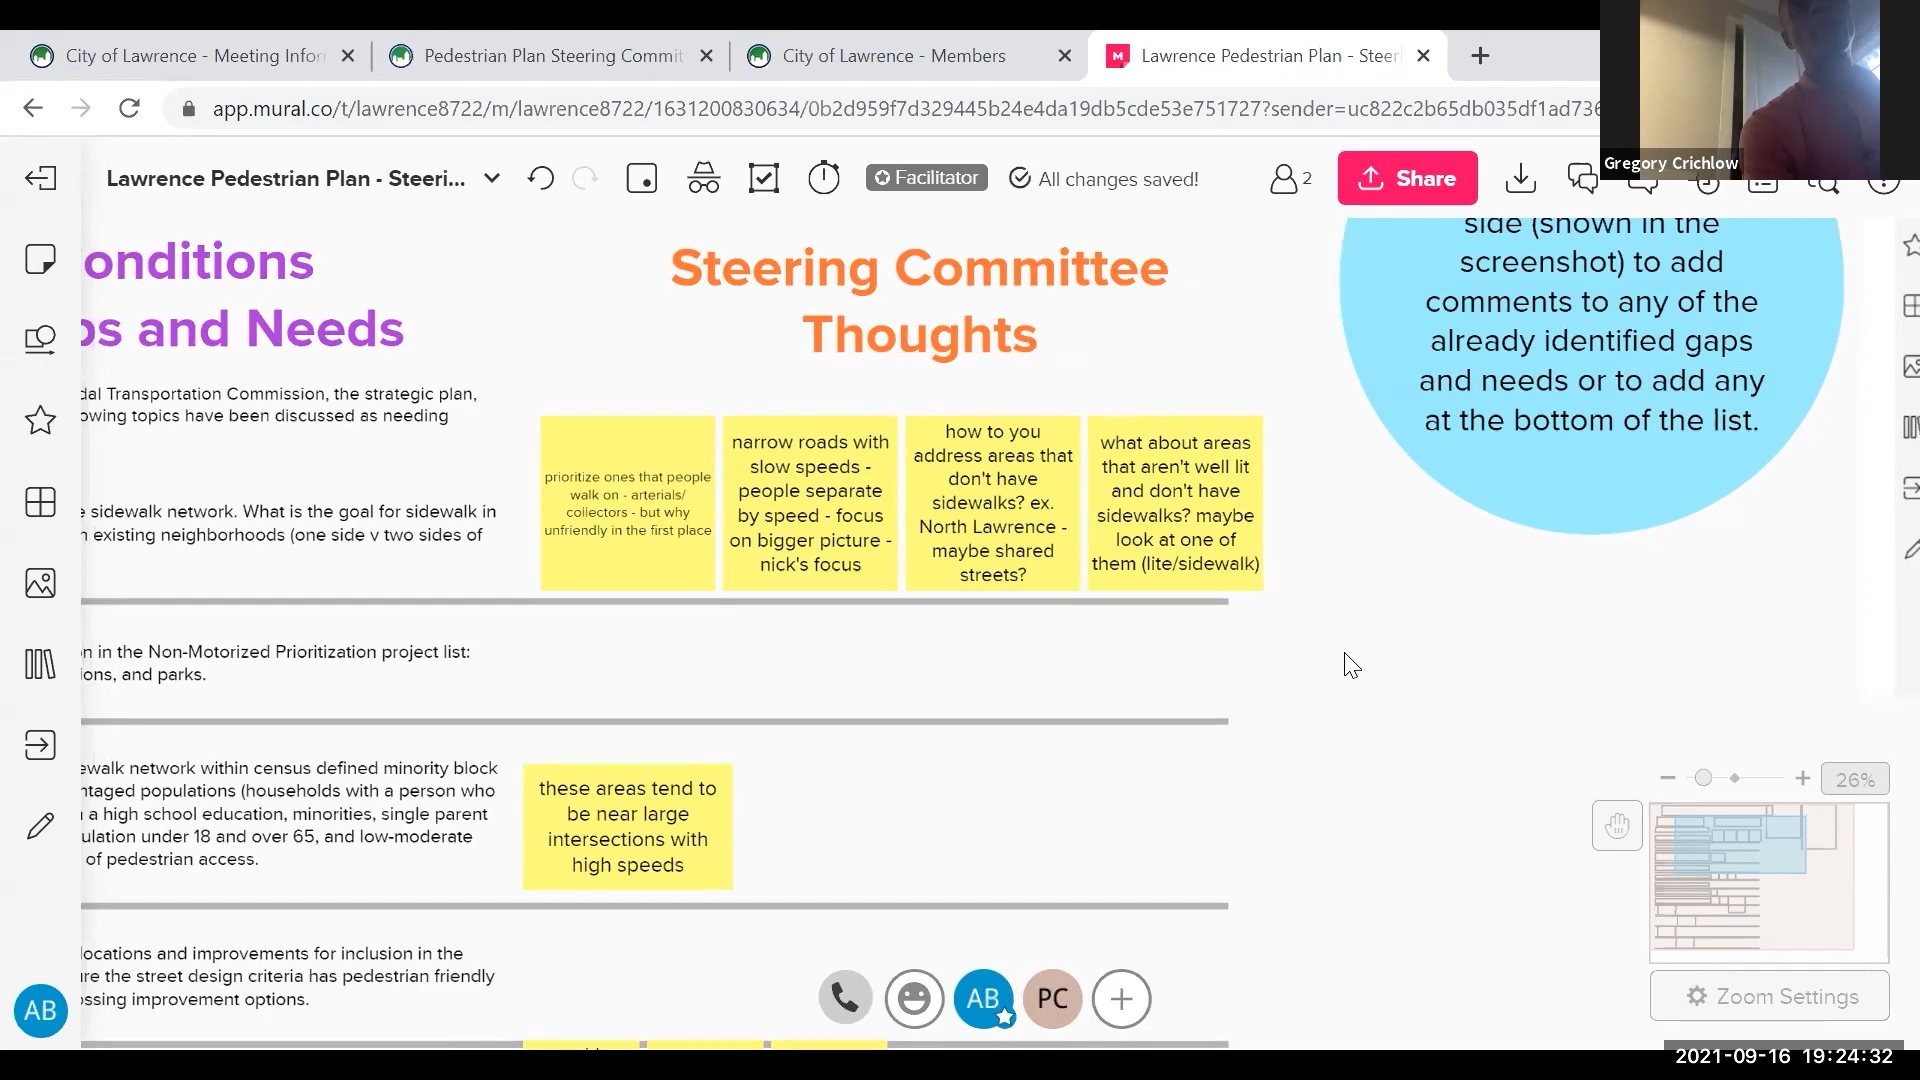 City of Lawrence - Meeting Infor
Pedestrian Plan Steering Commit
City of Lawrence - Members
Lawrence Pedestrian Plan - Steer
app.mural.co/t/lawrence8722/m/lawrence8722/1631200830634/0b2d959f7d329445b24e4da19db5cde53e751727?sender=uc822c2b65db035df1ad736
Gregory Crichlow
Lawrence Pedestrian Plan - Steeri...
Facilitator
All changes saved!
2
Share
onditions
ps and Needs
dal Transportation Commission, the strategic plan,
owing topics have been discussed as needing
e sidewalk network. What is the goal for sidewalk in
n existing neighborhoods (one side v two sides of
n in the Non-Motorized Prioritization project list:
ions, and parks.
ewalk network within census defined minority block
ntaged populations (households with a person who
a high school education, minorities, single parent
ulation under 18 and over 65, and low-moderate
of pedestrian access.
locations and improvements for inclusion in the
ure the street design criteria has pedestrian friendly
ossing improvement options.
Steering Committee
Thoughts
prioritize ones that people
walk on - arterials/
collectors - but why
unfriendly in the first place
narrow roads with
slow speeds -
people separate
by speed - focus
on bigger picture -
nick's focus
how to you
address areas that
don't have
sidewalks? ex.
North Lawrence -
maybe shared
streets?
what about areas
that aren't well lit
and don't have
sidewalks? maybe
look at one of
them (lite/sidewalk)
these areas tend to
be near large
intersections with
high speeds
side (shown in the
screenshot) to add
comments to any of the
already identified gaps
and needs or to add any
at the bottom of the list.
26%
Zoom Settings
AB
AB
PC
2021-09-16 19:24:32